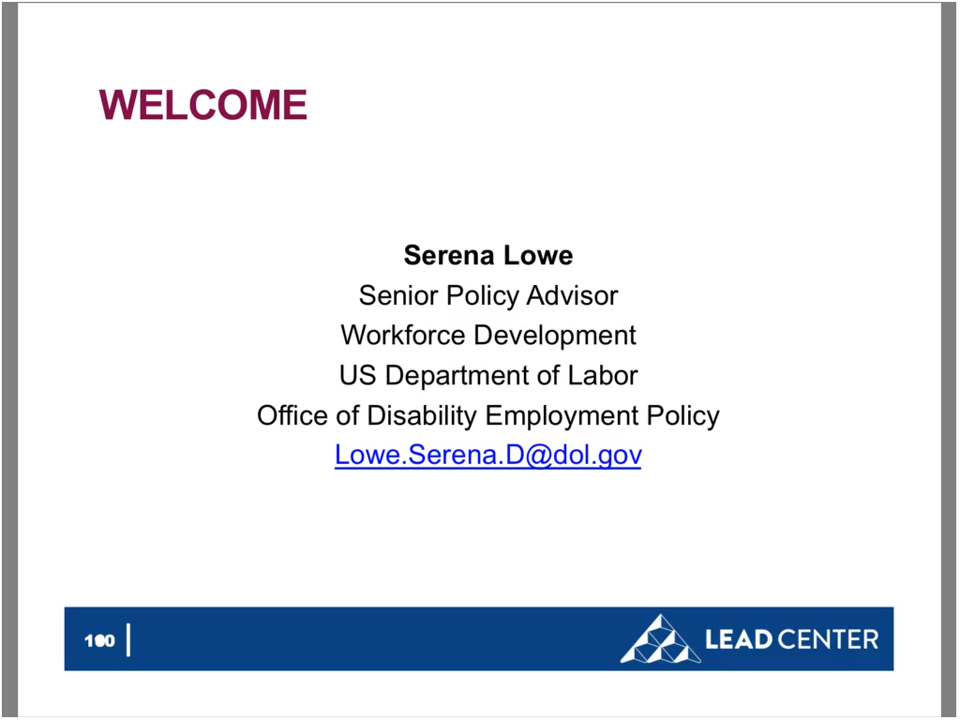 WELCOME
Serena Lowe
Senior Policy Advisor
Workforce Development
US Department of Labor
Office of Disability Employment Policy
Lowe.Serena.D@dol.gov
LEAD CENTER